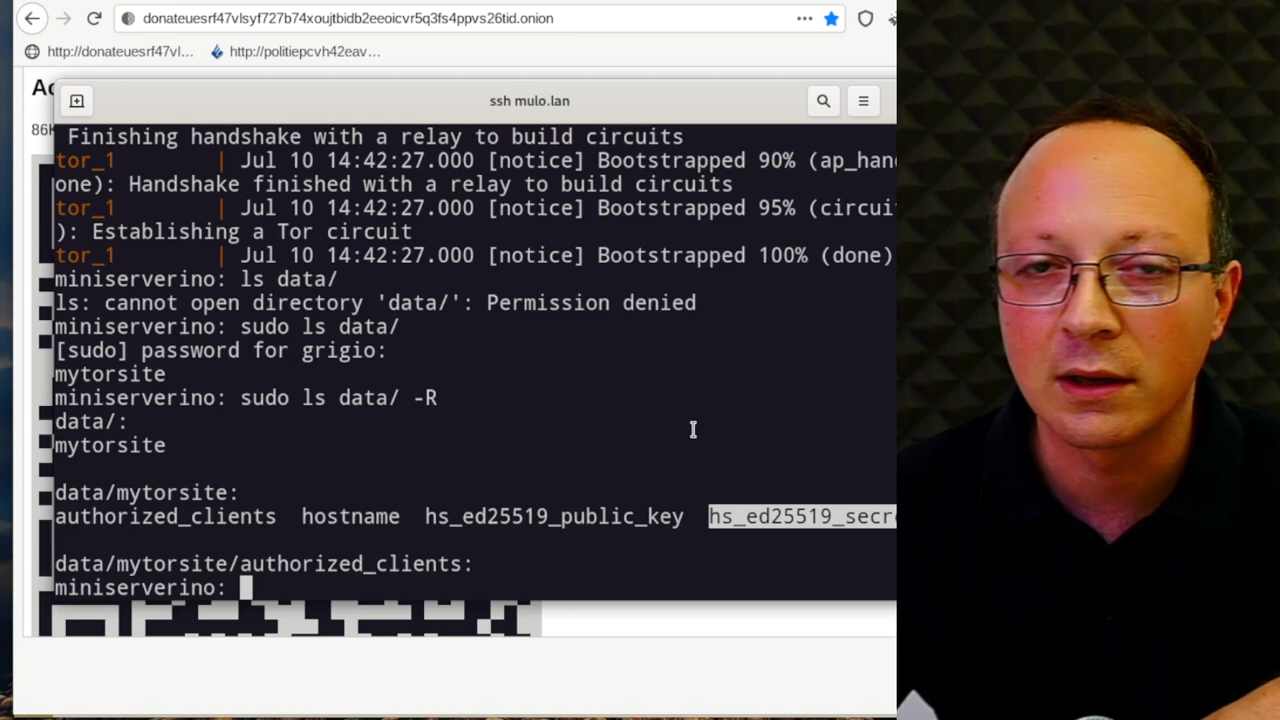 donateuesrf47vlsyf727b74xoujtbidb2eeoicvr5q3fs4ppvs26tid.onion
http://donateuesrf47vl… http://politiepcvh42eav…
Ac
86K
ssh mulo.lan
Finishing handshake with a relay to build circuits
tor_1 | Jul 10 14:42:27.000 [notice] Bootstrapped 90% (ap_han
one): Handshake finished with a relay to build circuits
tor_1 | Jul 10 14:42:27.000 [notice] Bootstrapped 95% (circui
): Establishing a Tor circuit
tor_1 | Jul 10 14:42:27.000 [notice] Bootstrapped 100% (done)
miniserverino: ls data/
ls: cannot open directory 'data/': Permission denied
miniserverino: sudo ls data/
[sudo] password for grigio:
mytorsite
miniserverino: sudo ls data/ -R
data/:
mytorsite
data/mytorsite:
authorized_clients hostname hs_ed25519_public_key hs_ed25519_secr
data/mytorsite/authorized_clients:
miniserverino: